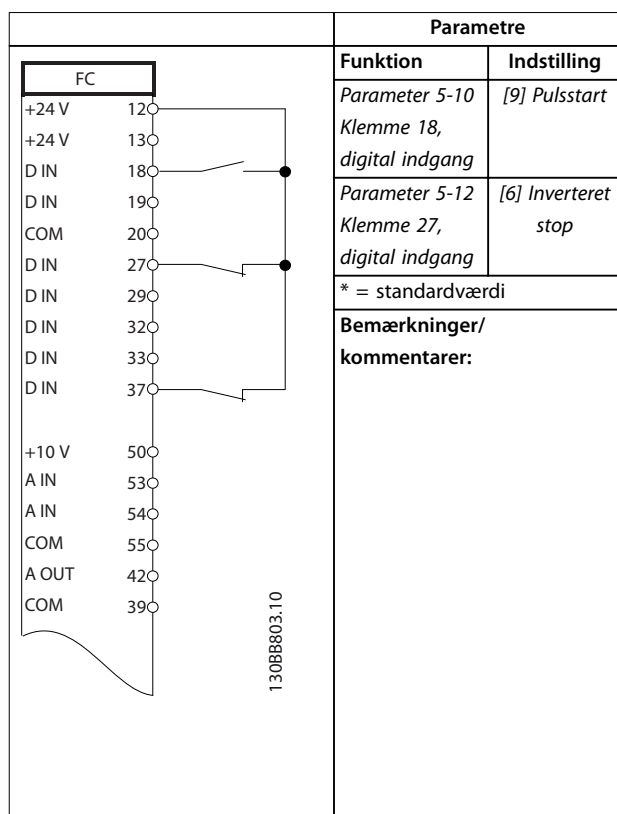 FC
+24 V 12
+24 V 13
D IN 18
D IN 19
COM 20
D IN 27
D IN 29
D IN 32
D IN 33
D IN 37
+10 V 50
A IN 53
A IN 54
COM 55
A OUT 42
COM 39
130BB803.10
Parametre
Funktion Indstilling
Parameter 5-10 [9] Pulsstart
Klemme 18,
digital indgang
Parameter 5-12 [6] Inverteret
Klemme 27, stop
digital indgang
* = standardværdi
Bemærkninger/
kommentarer: